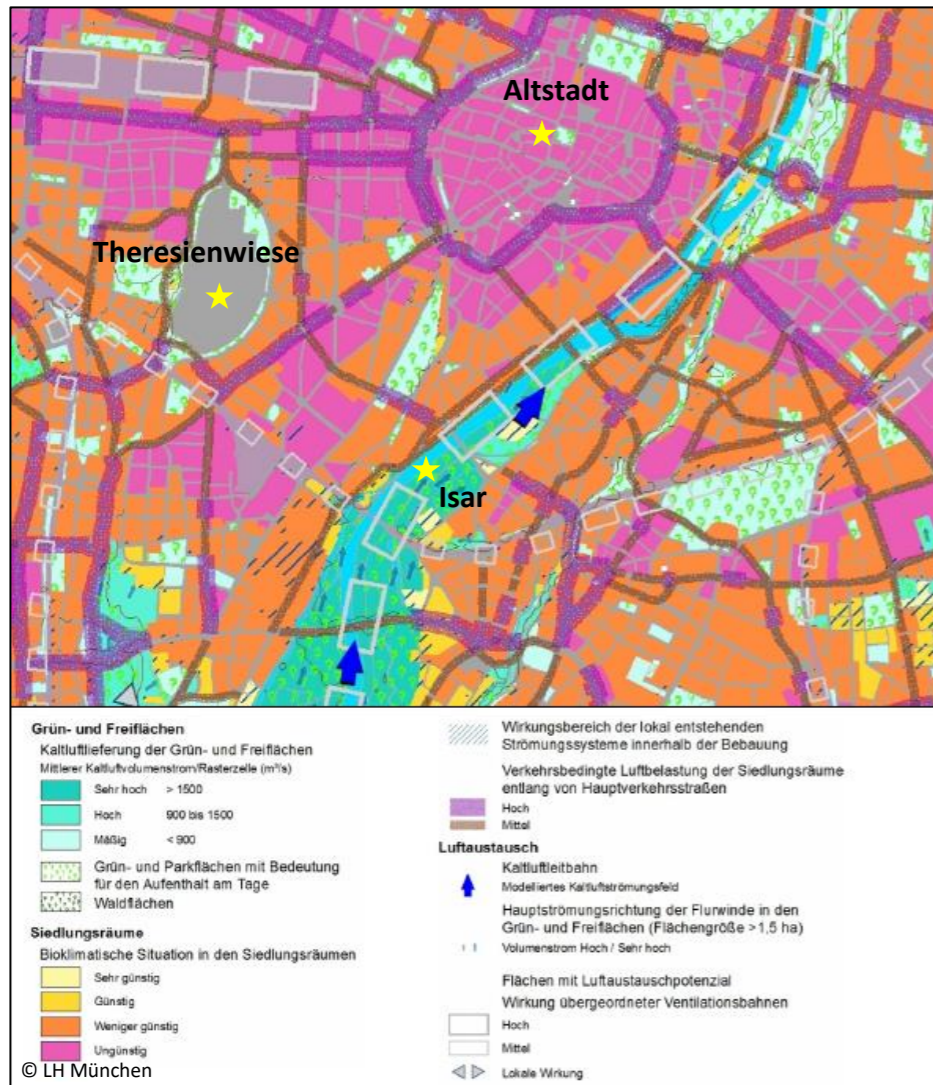 Altstadt
Theresienwiese
Isar
Grün- und Freiflächen
Kaltluftlieferung der Grün- und Freiflächen
Mittlerer Kaltluftvolumenstrom/Rasterzelle (m³/s)
Sehr hoch > 1500
Hoch 900 bis 1500
Mäßig < 900
Grün- und Parkflächen mit Bedeutung
für den Aufenthalt am Tage
Waldflächen
Siedlungsräume
Bioklimatische Situation in den Siedlungsräumen
Sehr günstig
Günstig
Weniger günstig
Ungünstig
© LH München
Wirkungsbereich der lokal entstehenden
Strömungssysteme innerhalb der Bebauung
Verkehrsbedingte Luftbelastung der Siedlungsräume
entlang von Hauptverkehrsstraßen
Hoch
Mittel
Luftaustausch
Kaltluftleitbahn
Modelliertes Kaltluftströmungsfeld
Hauptströmungsrichtung der Flurwinde in den
Grün- und Freiflächen (Flächengröße >1,5 ha)
Volumenstrom Hoch / Sehr hoch
Flächen mit Luftaustauschpotenzial
Wirkung übergeordneter Ventilationsbahnen
Hoch
Mittel
Lokale Wirkung